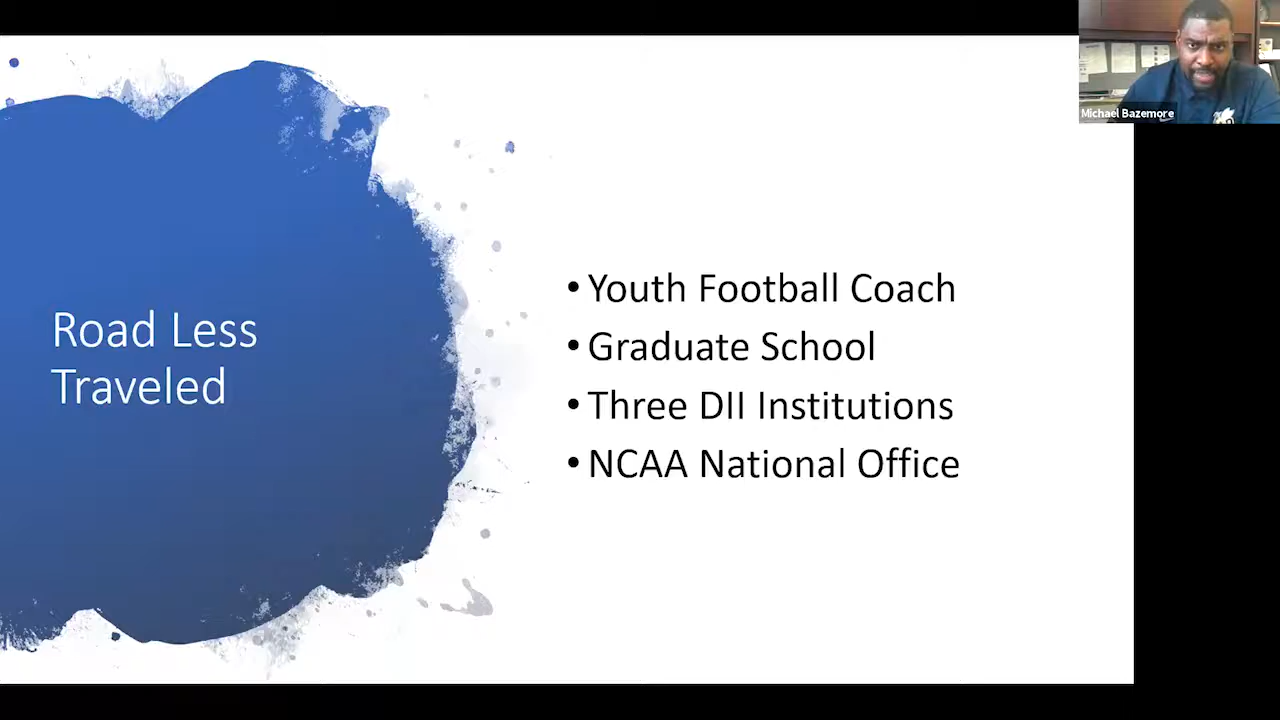 Michael Bazemore
Road Less
Traveled
• Youth Football Coach
• Graduate School
• Three DII Institutions
• NCAA National Office